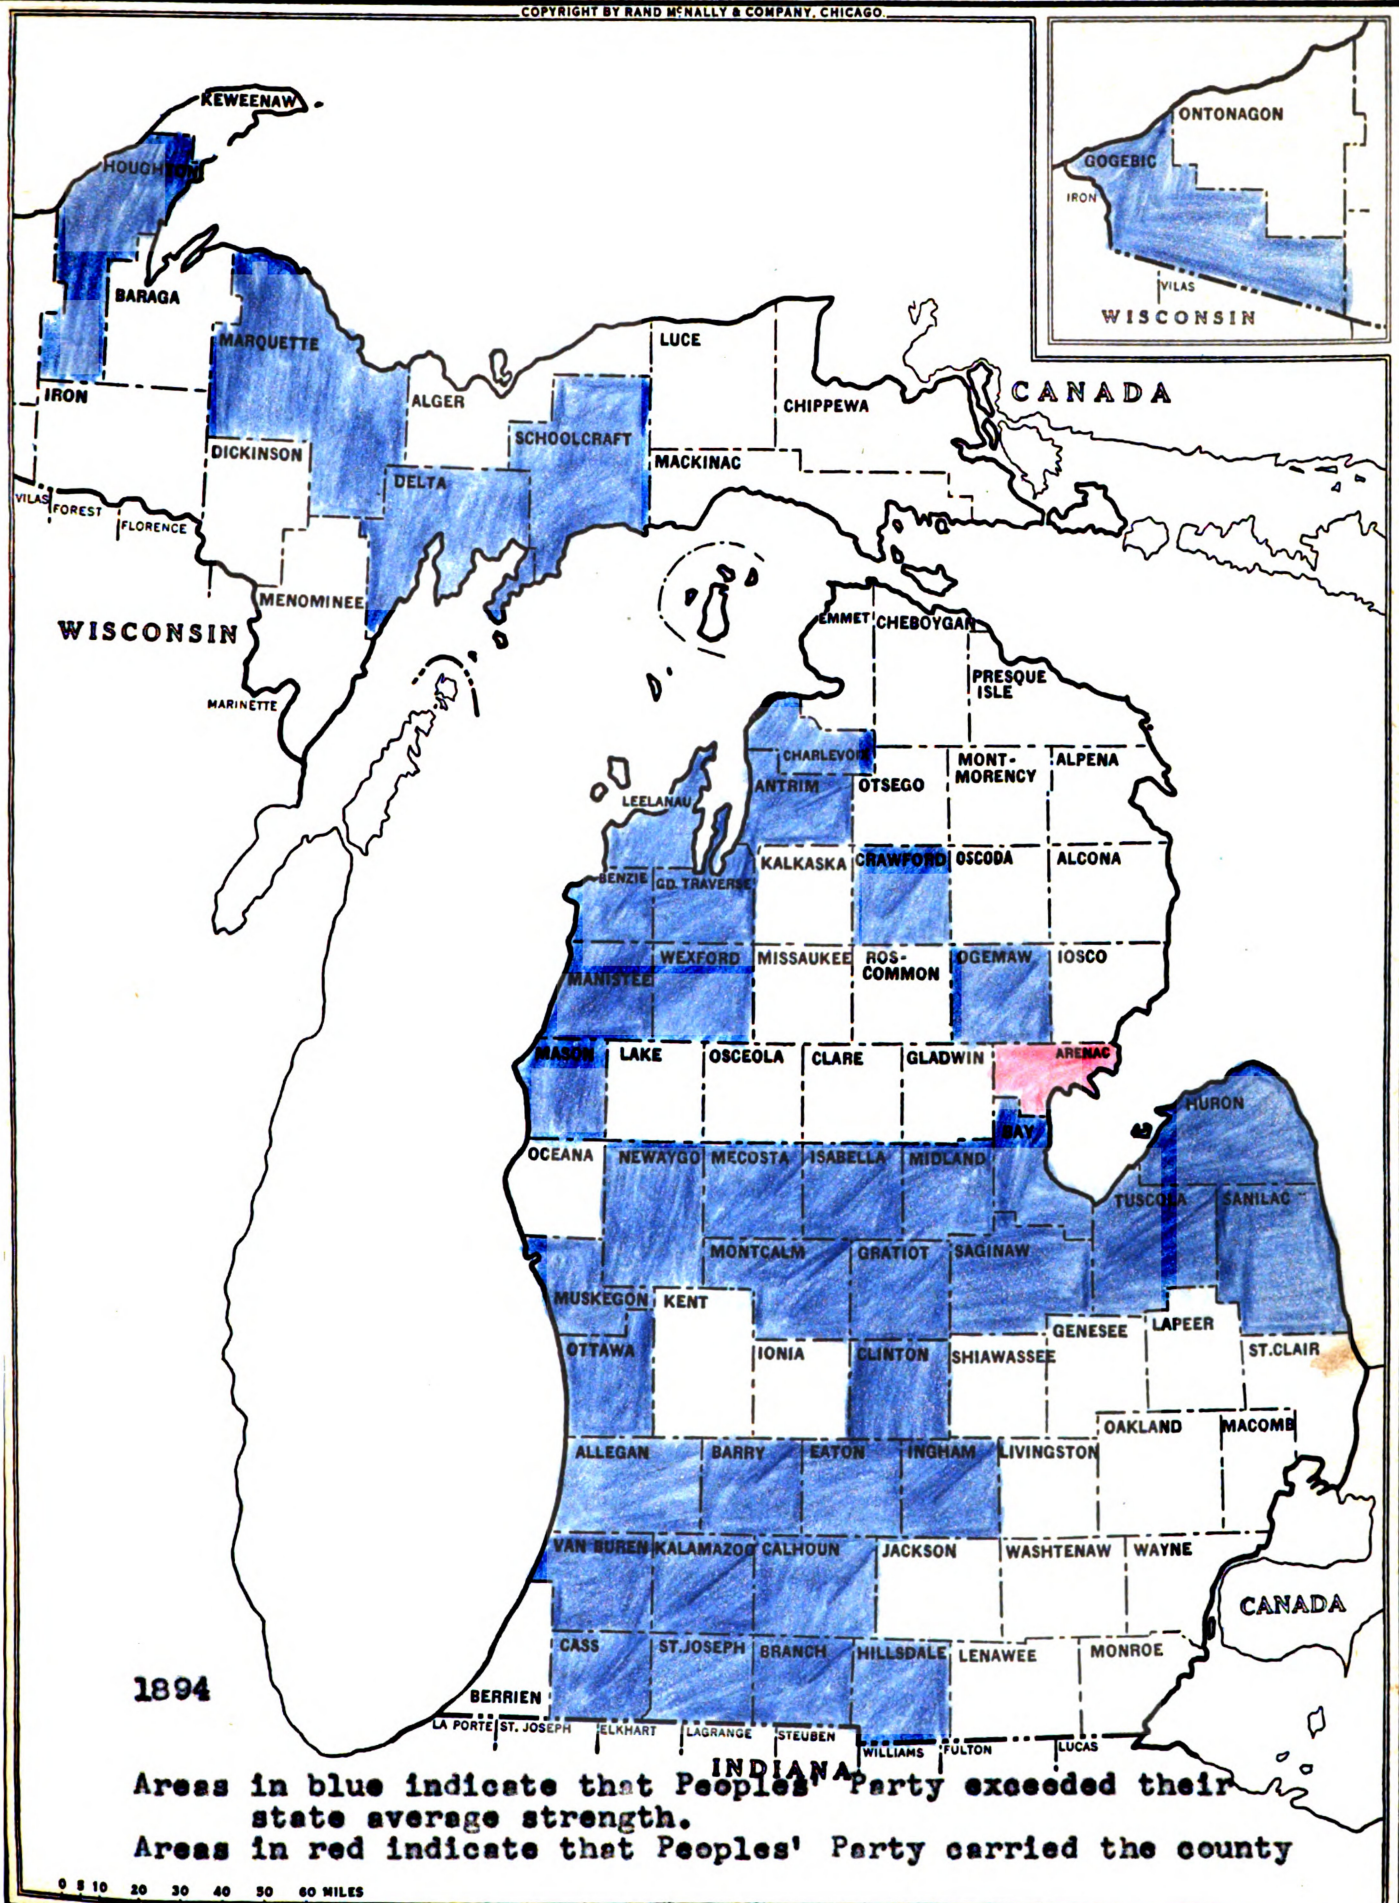 COPYRIGHT BY RAND McNALLY & COMPANY, CHICAGO.
KEWEENAW
HOUGHTON
ONTONAGON
GOGEBIC
IRON
VILAS
WISCONSIN
BARAGA
MARQUETTE
LUCE
IRON
ALGER
CHIPPEWA
CANADA
SCHOOLCRAFT
DICKINSON
MACKINAC
DELTA
VILAS
FOREST
FLORENCE
MENOMINEE
WISCONSIN
EMMET
CHEBOYGAN
PRESQUE
ISLE
MARINETTE
CHARLEVOIX
MONT-
MORENCY
ALPENA
ANTRIM
OTSEGO
LEELANAU
KALKASKA
CRAWFORD
OSCODA
ALCONA
BENZIE
GD. TRAVERSE
WEXFORD
MISSAUKEE
ROS-
COMMON
OGEMAW
IOSCO
MANISTEE
MASON
LAKE
OSCEOLA
CLARE
GLADWIN
ARENAC
HURON
BAY
OCEANA
NEWAYGO
MECOSTA
ISABELLA
MIDLAND
TUSCOLA
SANILAC
MONTCALM
GRATIOT
SAGINAW
MUSKEGON
KENT
GENESEE
LAPEER
OTTAWA
IONIA
CLINTON
SHIAWASSEE
ST. CLAIR
OAKLAND
MACOMB
ALLEGAN
BARRY
EATON
INGHAM
LIVINGSTON
VAN BUREN
KALAMAZOO
CALHOUN
JACKSON
WASHTENAW
WAYNE
CANADA
CASS
ST. JOSEPH
BRANCH
HILLSDALE
LENAWEE
MONROE
1894
BERRIEN
LA PORTE
ST. JOSEPH
ELKHART
LAGRANGE
STEUBEN
WILLIAMS
FULTON
LUCAS
INDIANA
Areas in blue indicate that Peoples' Party exceeded their
state average strength.
Areas in red indicate that Peoples' Party carried the county
0 5 10 20 30 40 50 60 MILES